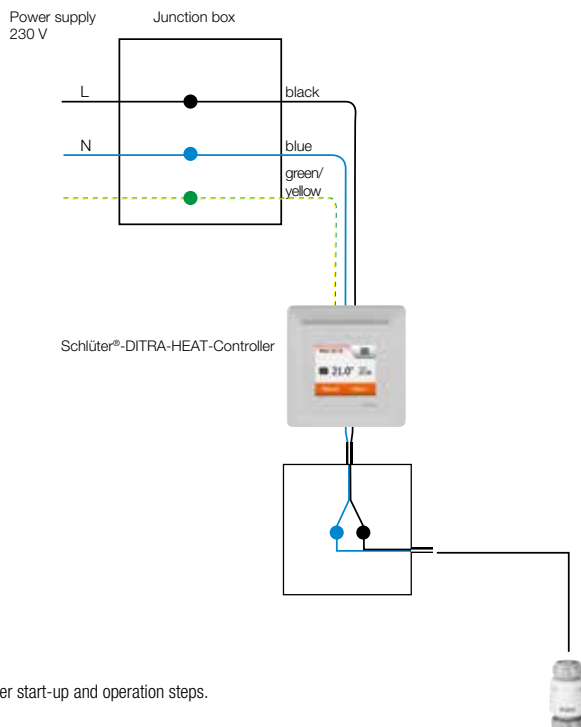 Power supply
230 V
Junction box
L
black
N
blue
green/
yellow
Schlüter®-DITRA-HEAT-Controller
21.0°
er start-up and operation steps.